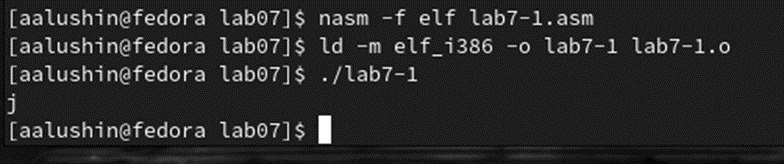 [aalushin@fedora lab07]$ nasm -f elf lab7-1.asm
[aalushin@fedora lab07]$ ld -m elf_i386 -o lab7-1 lab7-1.o
[aalushin@fedora lab07]$ ./lab7-1
j
[aalushin@fedora lab07]$